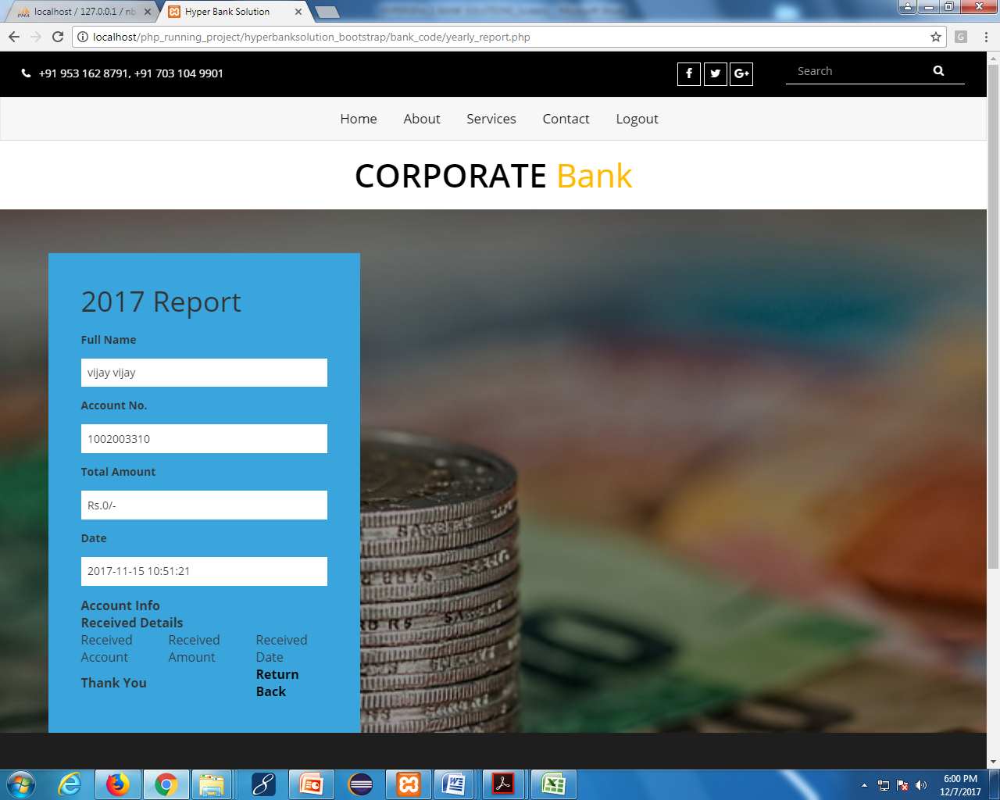 localhost / 127.0.0.1 / nb
Hyper Bank Solution
localhost/php_running_project/hyperbanksolution_bootstrap/bank_code/yearly_report.php
+91 953 162 8791, +91 703 104 9901
Search
Home About Services Contact Logout
CORPORATE Bank
2017 Report
Full Name
vijay vijay
Account No.
1002003310
Total Amount
Rs.0/-
Date
2017-11-15 10:51:21
Account Info
Received Details
Received Account
Received Amount
Received Date
Thank You
Return Back
6:00 PM
12/7/2017